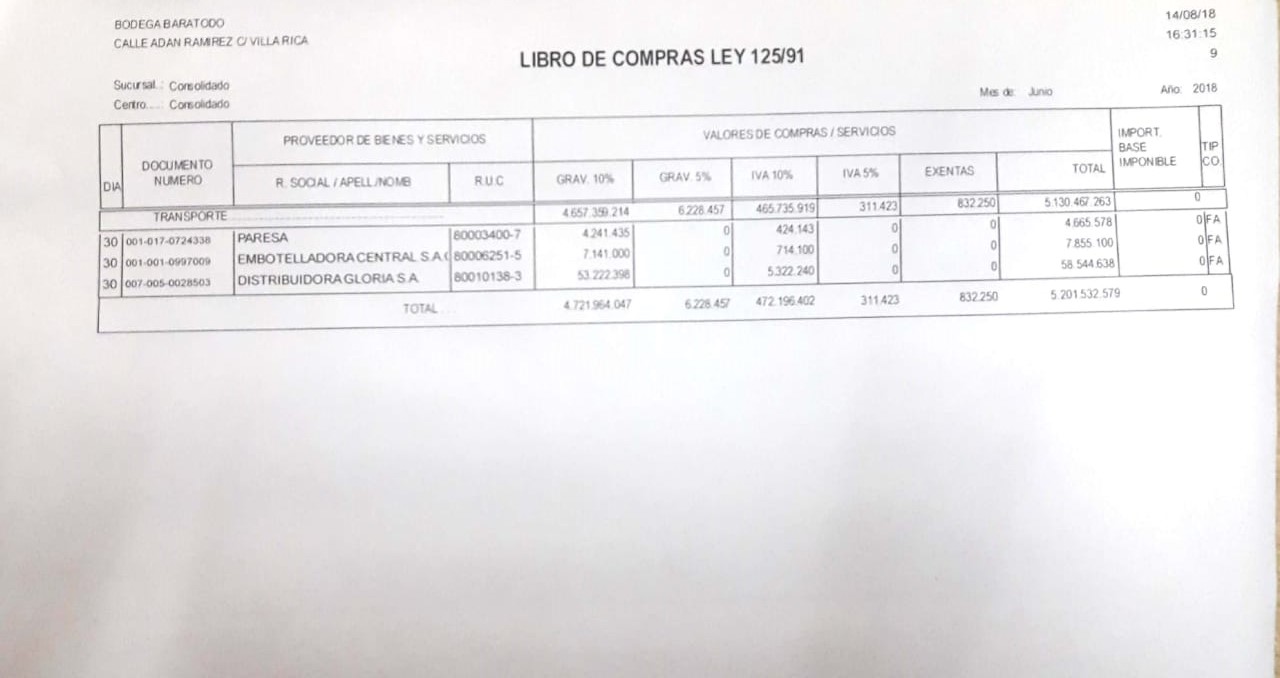 BODEGA BARATODO
CALLE ADAN RAMIREZ C/ VILLA RICA
14/08/18
16:31:15
9
LIBRO DE COMPRAS LEY 125/91
Sucursal..: Consolidado
Centro....: Consolidado
Mes de: Junio Año: 2018
DIA DOCUMENTO NUMERO PROVEEDOR DE BIENES Y SERVICIOS VALORES DE COMPRAS / SERVICIOS IMPORT. BASE IMPONIBLE TIP CO.
R. SOCIAL / APELL./NOMB R.U.C GRAV. 10% GRAV. 5% IVA 10% IVA 5% EXENTAS TOTAL
TRANSPORTE 4.657.359.214 6.228.457 465.735.919 311.423 832.250 5.130.467.263 0
30 001-017-0724338 PARESA 80003400-7 4.241.435 0 424.143 0 0 4.665.578 0 FA
30 001-001-0997009 EMBOTELLADORA CENTRAL S.A.C 80006251-5 7.141.000 0 714.100 0 0 7.855.100 0 FA
30 007-005-0028503 DISTRIBUIDORA GLORIA S.A. 80010138-3 53.222.398 0 5.322.240 0 0 58.544.638 0 FA
TOTAL.... 4.721.964.047 6.228.457 472.196.402 311.423 832.250 5.201.532.579 0